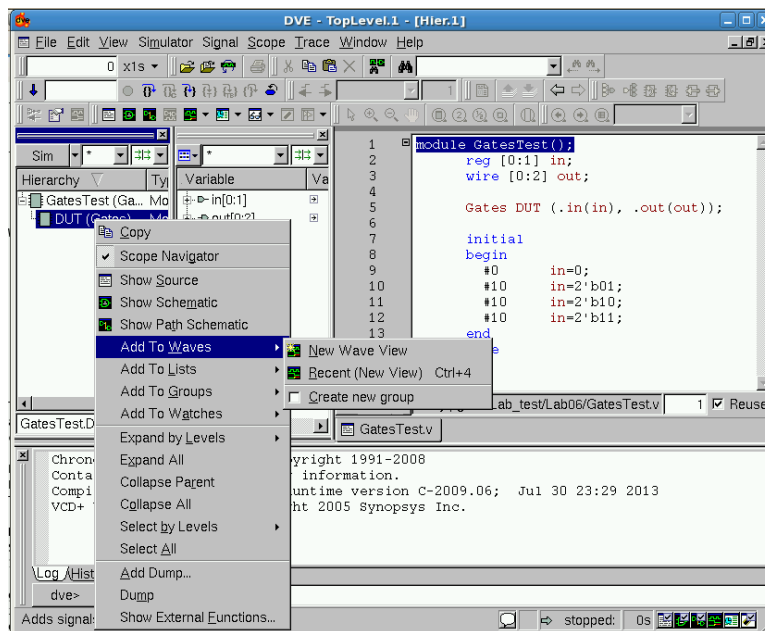 DVE - TopLevel.1 - [Hier.1]
File Edit View Simulator Signal Scope Trace Window Help
0 x1s
1
Sim * *
Hierarchy Ty Variable Va
GatesTest (Ga... Mo in[0:1]
DUT (Gates) Mo out[0:2]
1 module GatesTest();
2 reg [0:1] in;
3 wire [0:2] out;
4
5 Gates DUT (.in(in), .out(out));
6
7 initial
8 begin
9 #0 in=0;
10 #10 in=2'b01;
11 #10 in=2'b10;
12 #10 in=2'b11;
13 end
Copy
Scope Navigator
Show Source
Show Schematic
Show Path Schematic
Add To Waves
Add To Lists
Add To Groups
Add To Watches
Expand by Levels
Expand All
Collapse Parent
Collapse All
Select by Levels
Select All
Add Dump...
Dump
Show External Functions...
New Wave View
Recent (New View) Ctrl+4
Create new group
Lab_test/Lab06/GatesTest.v 1 Reuse
GatesTest.D
GatesTest.v
Chron yright 1991-2008
Conta information.
Compi untime version C-2009.06; Jul 30 23:29 2013
VCD+ ht 2005 Synopsys Inc.
Log Hist
dve>
Adds signal stopped: 0s